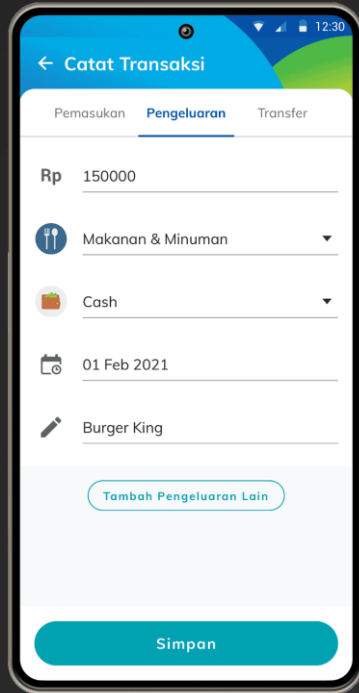 12:30
Catat Transaksi
Pemasukan Pengeluaran Transfer
Rp 150000
Makanan & Minuman
Cash
01 Feb 2021
Burger King
Tambah Pengeluaran Lain
Simpan